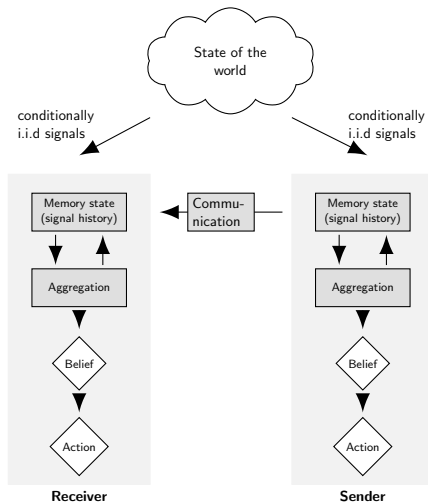 State of the
world
conditionally
i.i.d signals
conditionally
i.i.d signals
Memory state
(signal history)
Commu-
nication
Memory state
(signal history)
Aggregation
Aggregation
Belief
Belief
Action
Action
Receiver
Sender